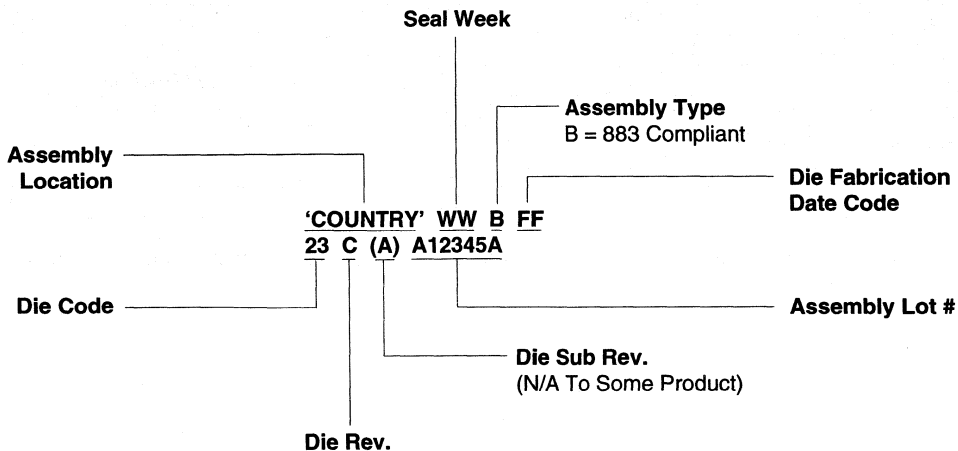 Seal Week
Assembly Type
B = 883 Compliant
Assembly
Location
Die Fabrication
Date Code
‘COUNTRY’ WW B FF
23 C (A) A12345A
Die Code
Assembly Lot #
Die Sub Rev.
(N/A To Some Product)
Die Rev.